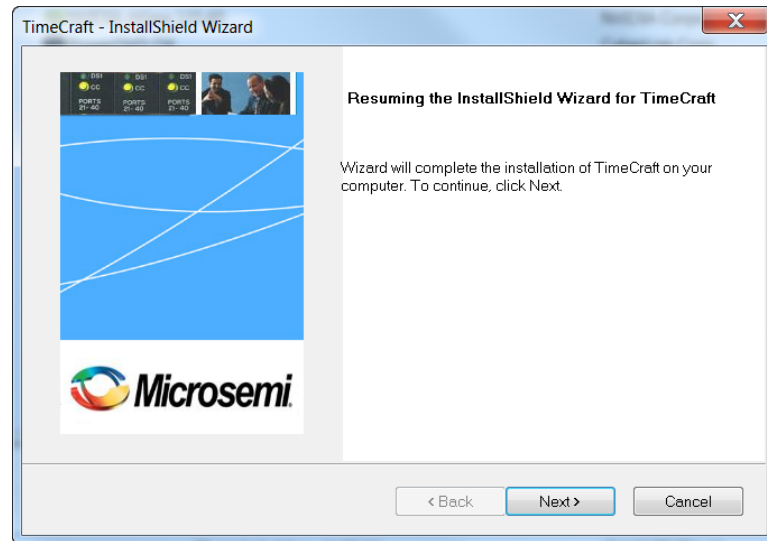 TimeCraft - InstallShield Wizard
DS1 DS1 DS1
CC CC CC
PORTS PORTS PORTS
21- 40 21- 40 21- 40
Resuming the InstallShield Wizard for TimeCraft
Wizard will complete the installation of TimeCraft on your
computer. To continue, click Next.
Microsemi.
< Back Next > Cancel